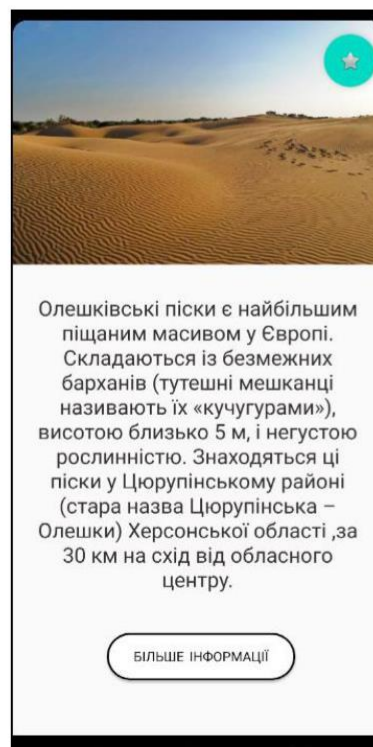 Олешківські піски є найбільшим
піщаним масивом у Європі.
Складаються із безмежних
барханів (тутешні мешканці
називають їх «кучугурами»),
висотою близько 5 м, і негустою
рослинністю. Знаходяться ці
піски у Цюрупінському районі
(стара назва Цюрупінська –
Олешки) Херсонської області ,за
30 км на схід від обласного
центру.
БІЛЬШЕ ІНФОРМАЦІЇ